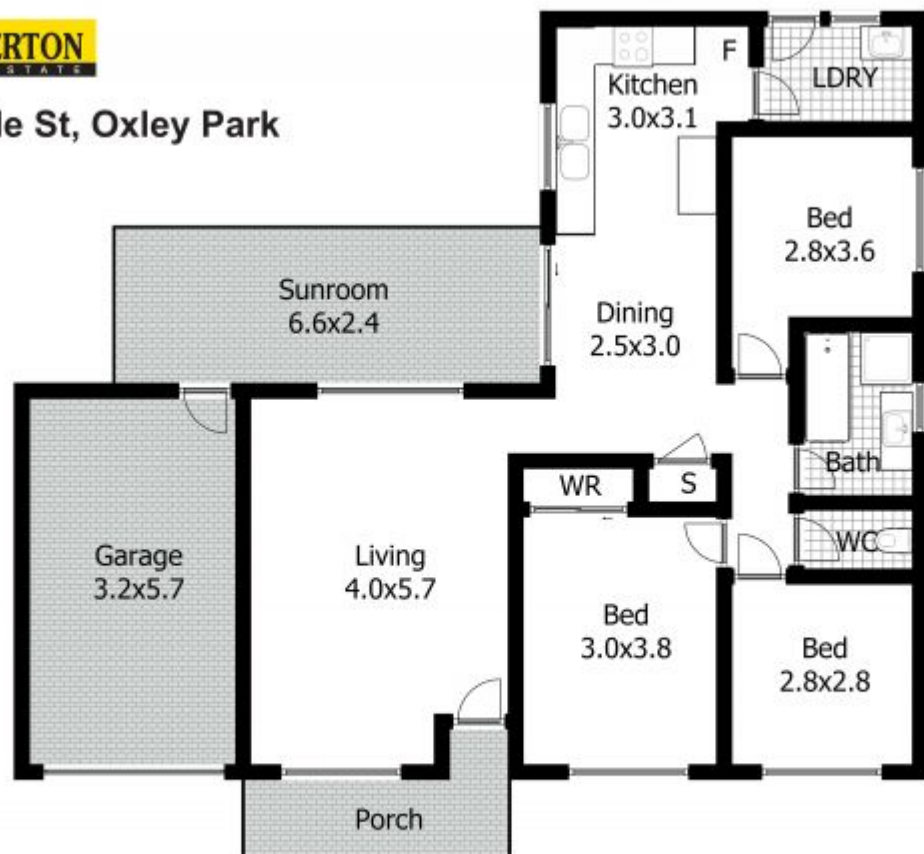 Oxley Park
St,
Kitchen
3.0x3.1
F
LDRY
Bed
2.8x3.6
Sunroom
6.6x2.4
Dining
2.5x3.0
Bath
WR
S
WC
Garage
3.2x5.7
Living
4.0x5.7
Bed
3.0x3.8
Bed
2.8x2.8
Porch